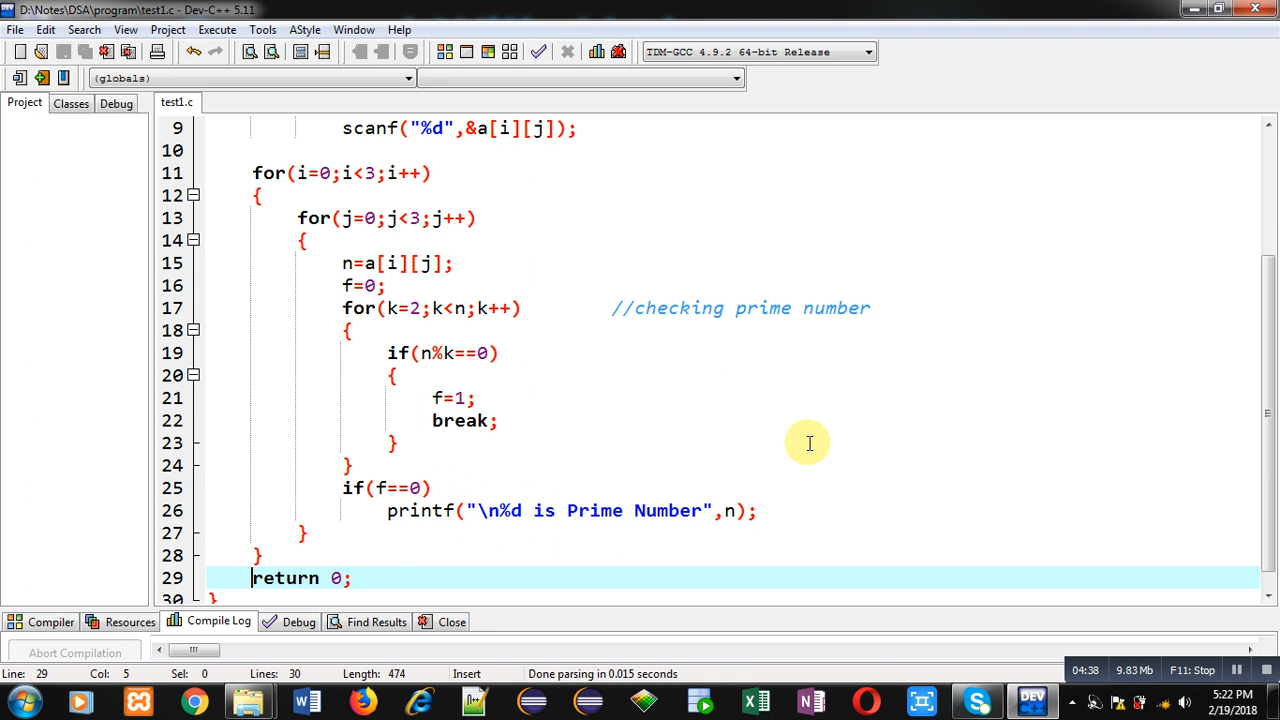 D:\Notes\DSA\program\test1.c - Dev-C++ 5.11
File Edit Search View Project Execute Tools AStyle Window Help
TDM-GCC 4.9.2 64-bit Release
(globals)
Project Classes Debug test1.c
9 scanf("%d",&a[i][j]);
10
11 for(i=0;i<3;i++)
12 {
13 for(j=0;j<3;j++)
14 {
15 n=a[i][j];
16 f=0;
17 for(k=2;k<n;k++) //checking prime number
18 {
19 if(n%k==0)
20 {
21 f=1;
22 break;
23 }
24 }
25 if(f==0)
26 printf("\n%d is Prime Number",n);
27 }
28 }
29 return 0;
30 }
Compiler Resources Compile Log Debug Find Results Close
Abort Compilation
Line: 29 Col: 5 Sel: 0 Lines: 30 Length: 474 Insert Done parsing in 0.015 seconds
04:38 9.83 Mb F11: Stop
DEV
5:22 PM
2/19/2018